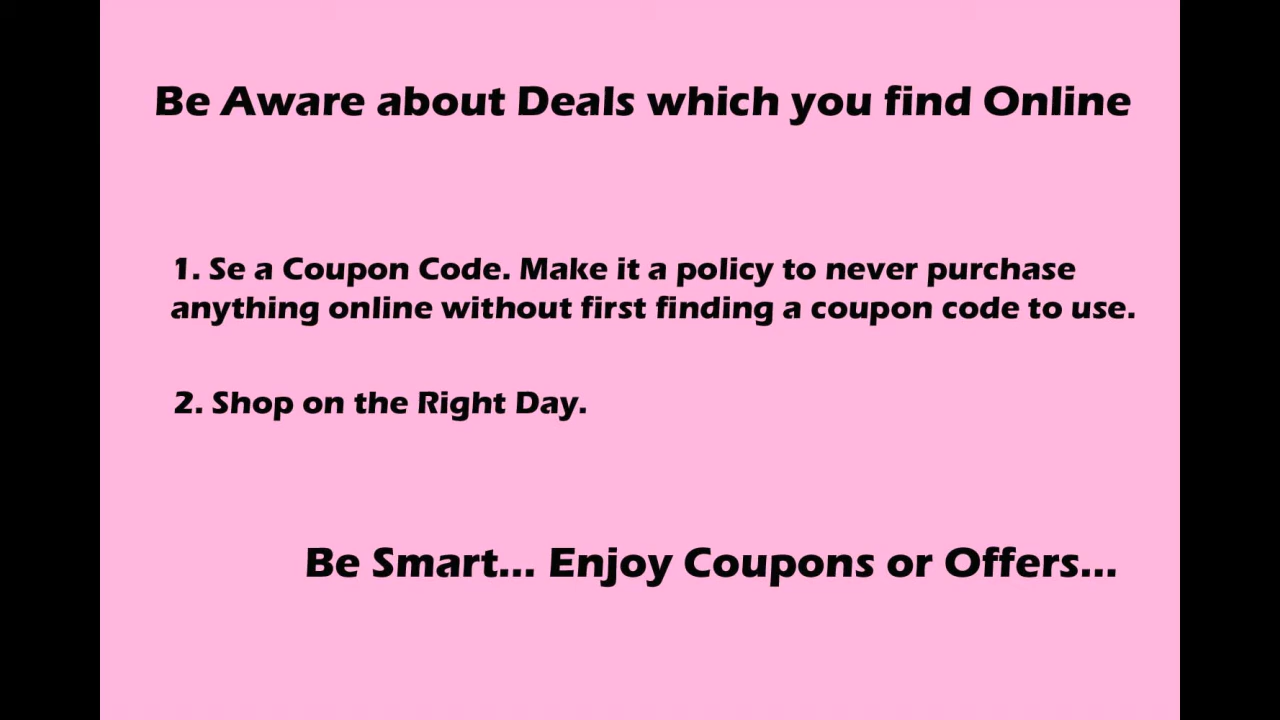 Be Aware about Deals which you find Online
1. Se a Coupon Code. Make it a policy to never purchase
anything online without first finding a coupon code to use.
2. Shop on the Right Day.
Be Smart... Enjoy Coupons or Offers...